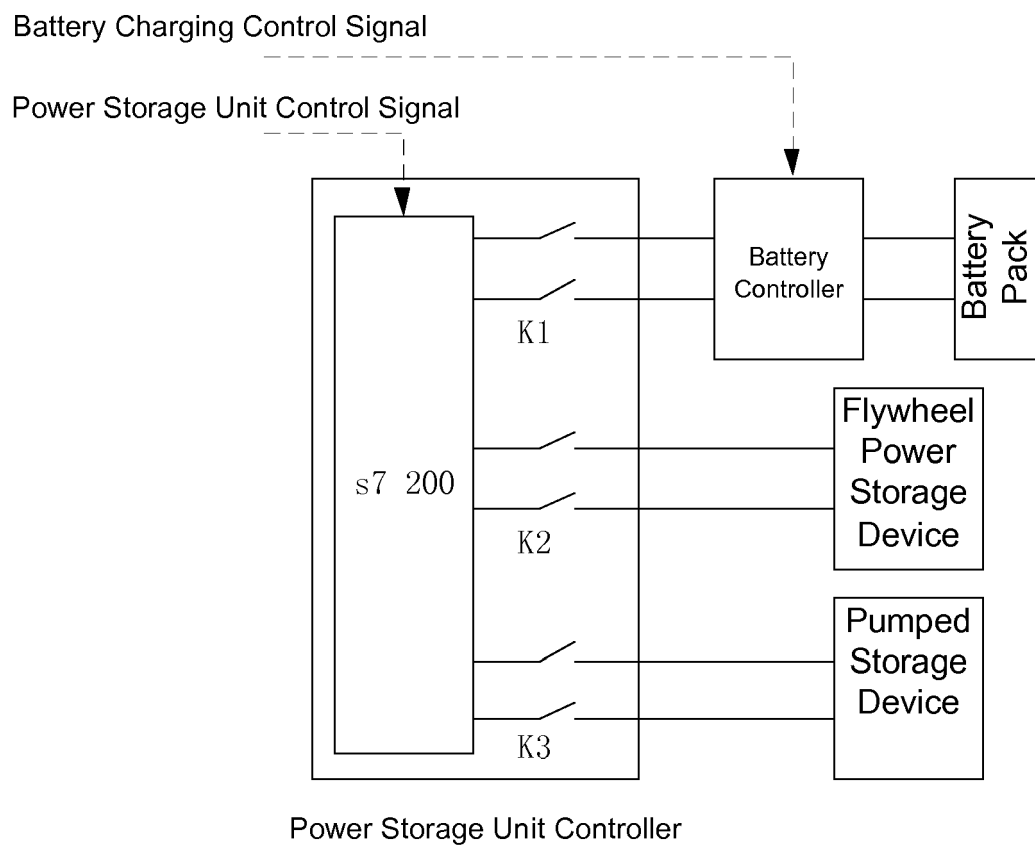 Battery Charging Control Signal
Power Storage Unit Control Signal
Battery
Controller
Battery
Pack
K1
Flywheel
Power
Storage
Device
s7 200
K2
Pumped
Storage
Device
K3
Power Storage Unit Controller